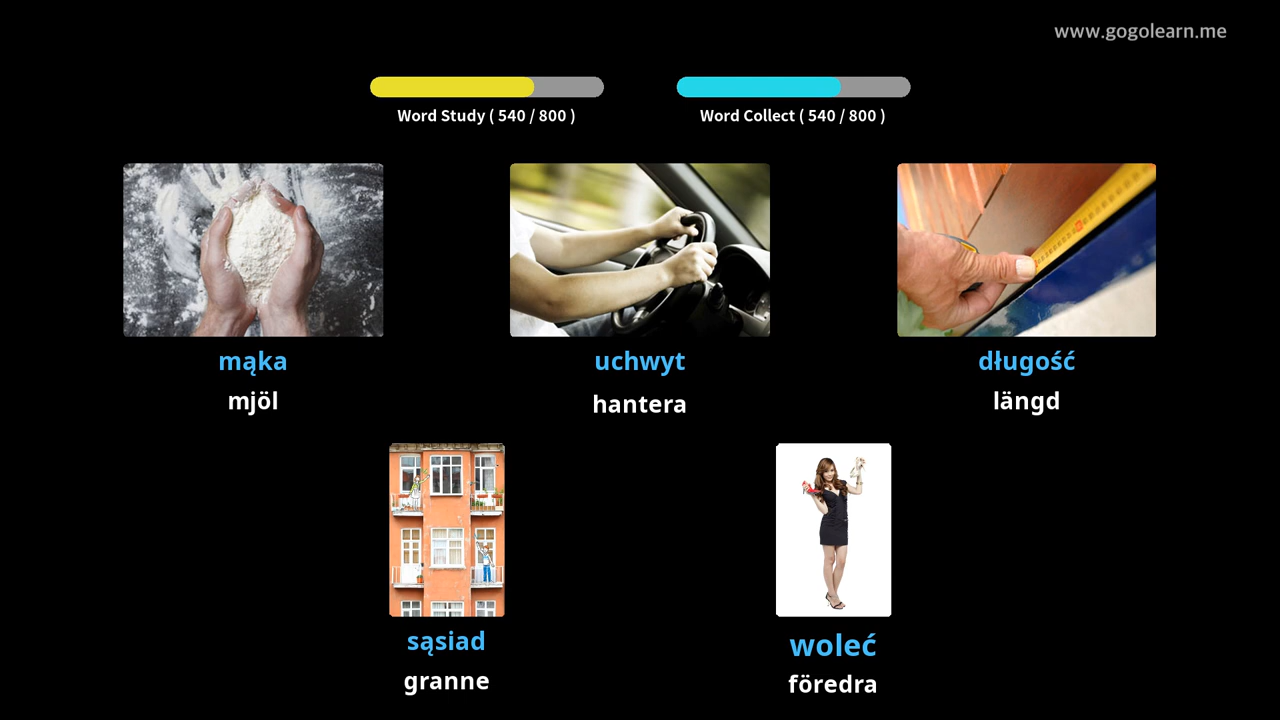 www.gogolearn.me
Word Study ( 540 / 800 )
Word Collect ( 540 / 800 )
mąka
mjöl
uchwyt
hantera
długość
längd
sąsiad
granne
woleć
föredra